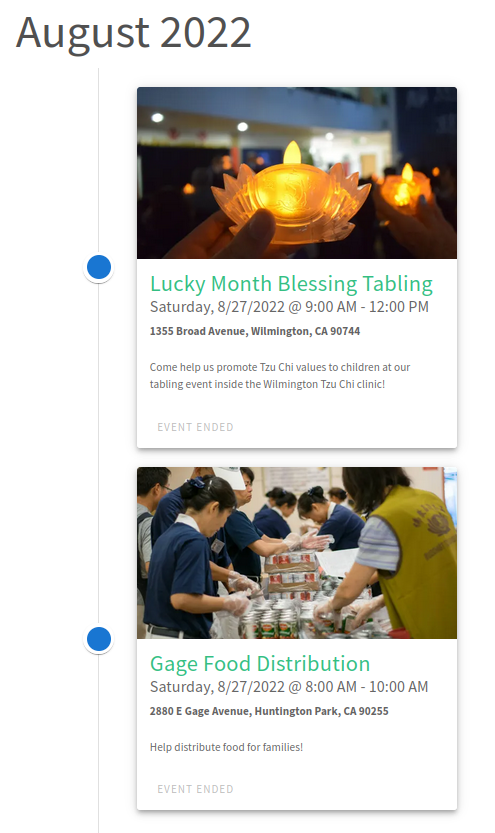 August 2022
Lucky Month Blessing Tabling
Saturday, 8/27/2022 @ 9:00 AM - 12:00 PM
1355 Broad Avenue, Wilmington, CA 90744
Come help us promote Tzu Chi values to children at our
tabling event inside the Wilmington Tzu Chi clinic!
EVENT ENDED
Gage Food Distribution
Saturday, 8/27/2022 @ 8:00 AM - 10:00 AM
2880 E Gage Avenue, Huntington Park, CA 90255
Help distribute food for families!
EVENT ENDED